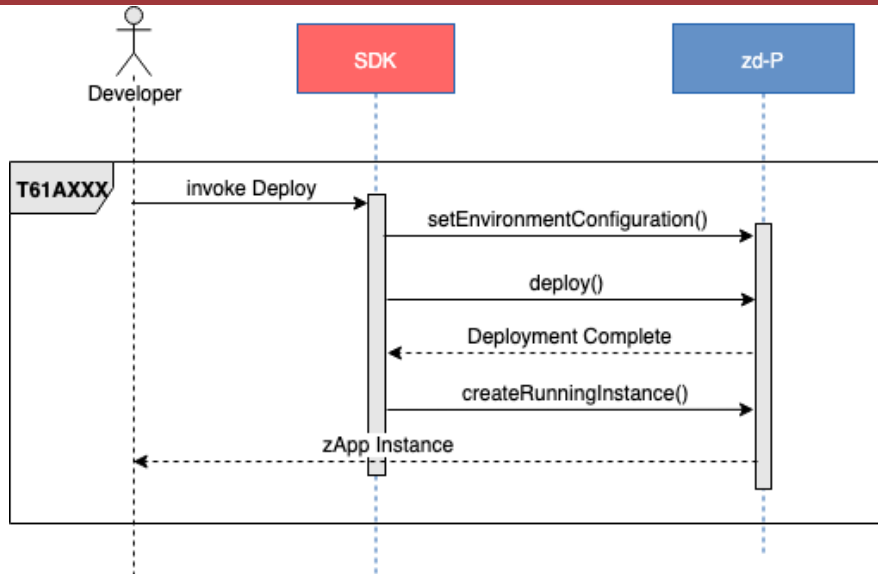 SDK
zd-P
Developer
T61AXXX
invoke Deploy
setEnvironmentConfiguration()
deploy()
Deployment Complete
createRunningInstance()
zApp Instance